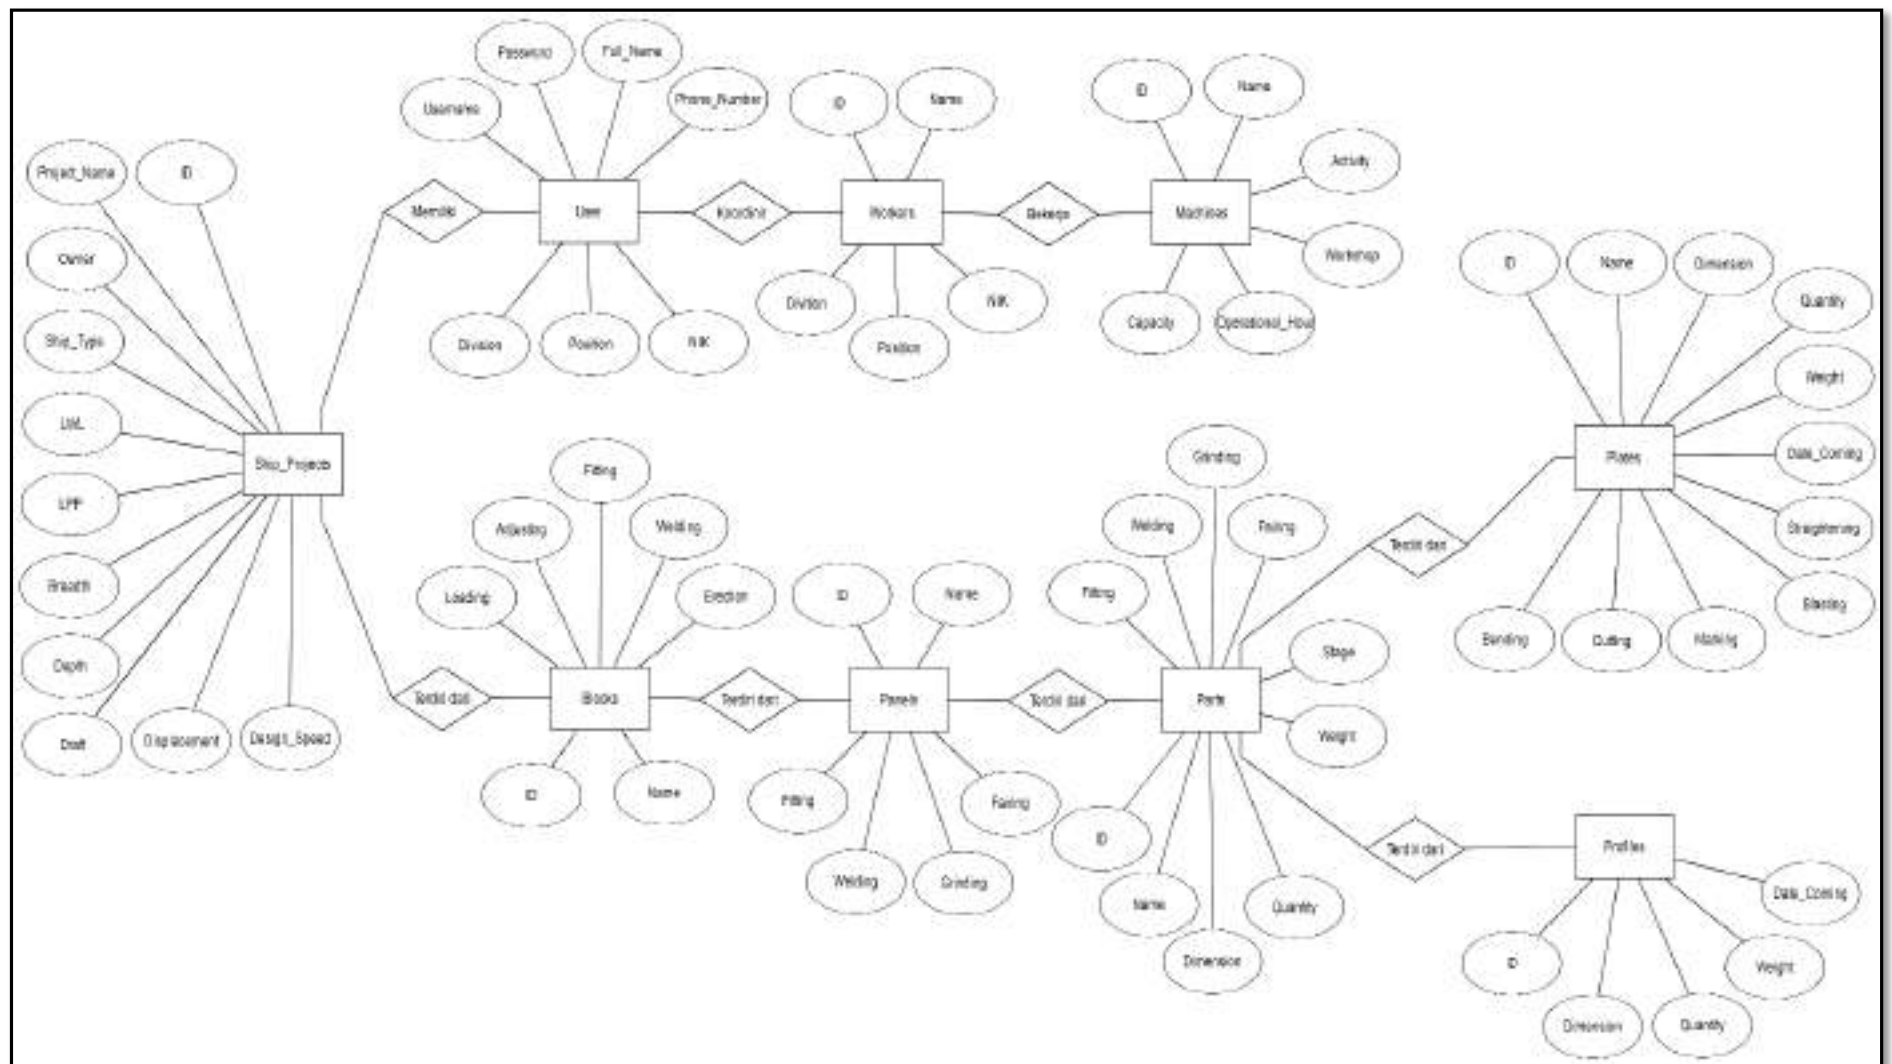 Password
Full_Name
Username
Phone_Number
ID
Name
ID
Name
Activity
Workshop
Project_Name
ID
Owner
Ship_Type
LWL
LPP
Breadth
Depth
Draft
Displacement
Design_Speed
Ship_Projects
Memiliki
User
Koordinir
Workers
Bekerja
Machines
Division
Position
NIK
Division
Position
NIK
Capacity
Operational_Hour
ID
Name
Dimension
Quantity
Weight
Date_Coming
Straightening
Blasting
Plates
Bending
Cutting
Marking
Terdiri dari
Fitting
Adjusting
Welding
Loading
Erection
Terdiri dari
Blocks
Terdiri dari
ID
Name
ID
Name
Panels
Terdiri dari
Fitting
Fairing
Welding
Grinding
Grinding
Welding
Fairing
Fitting
Stage
Weight
Parts
ID
Name
Dimension
Quantity
Terdiri dari
Profiles
Date_Coming
Weight
ID
Dimension
Quantity